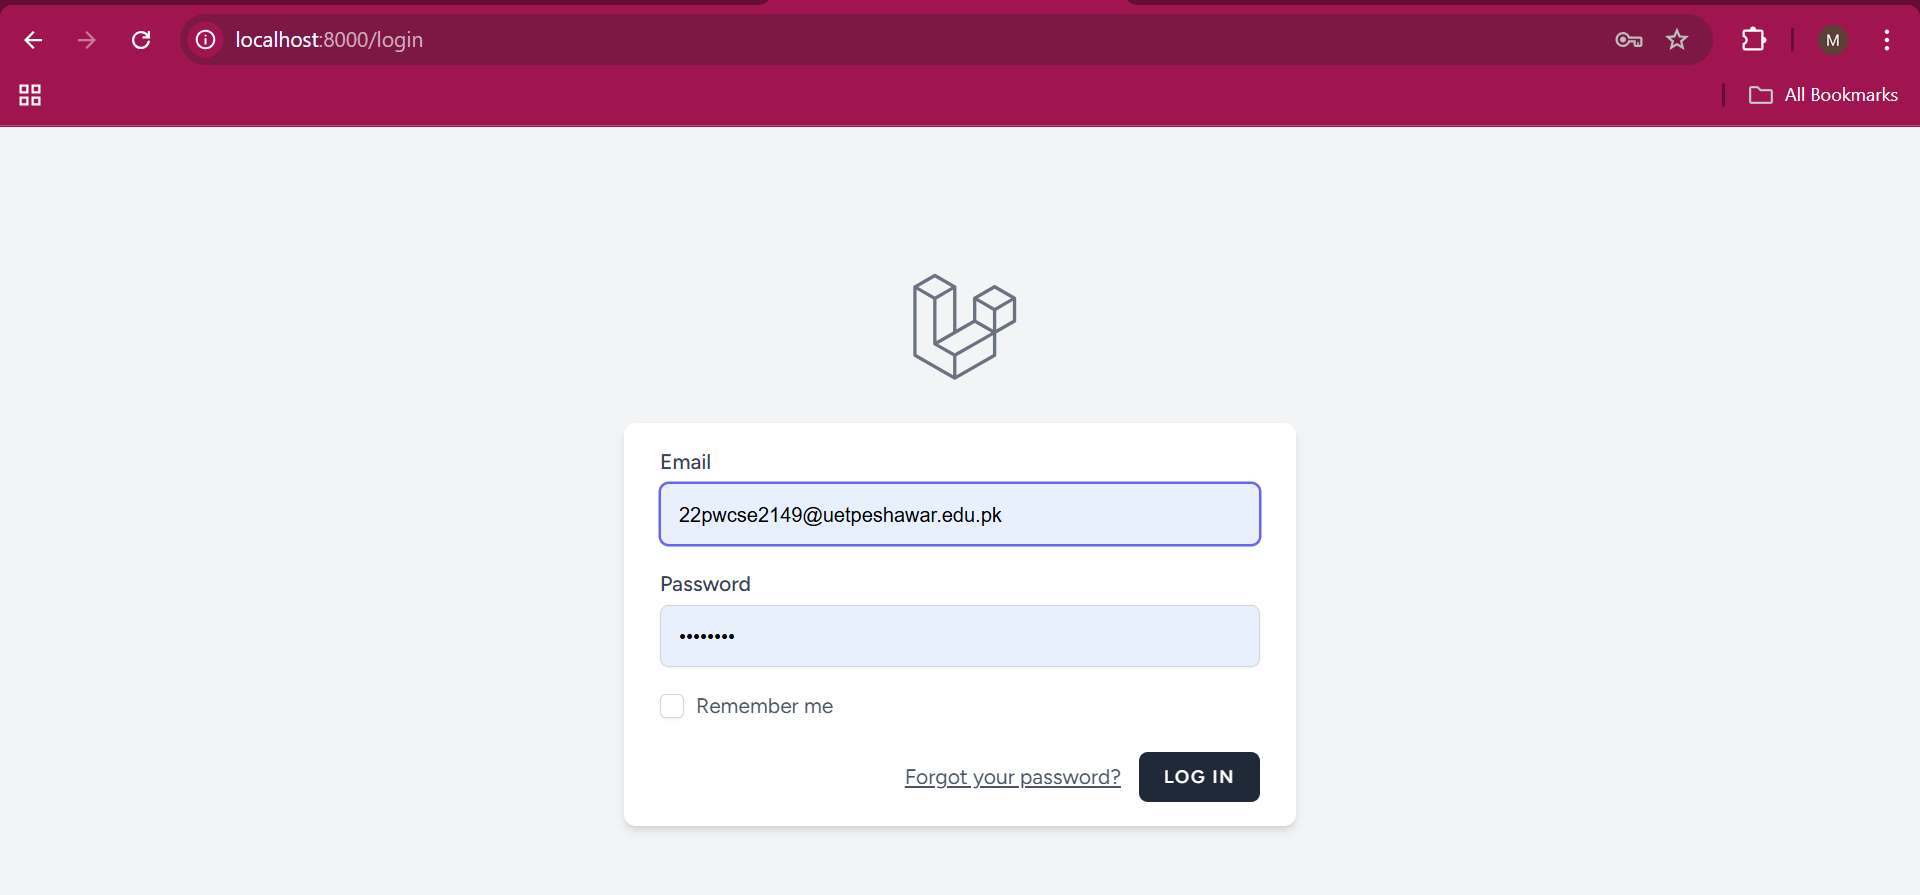 localhost:8000/login
M
All Bookmarks
Email
22pwcse2149@uetpeshawar.edu.pk
Password
••••••••
Remember me
Forgot your password?
LOG IN